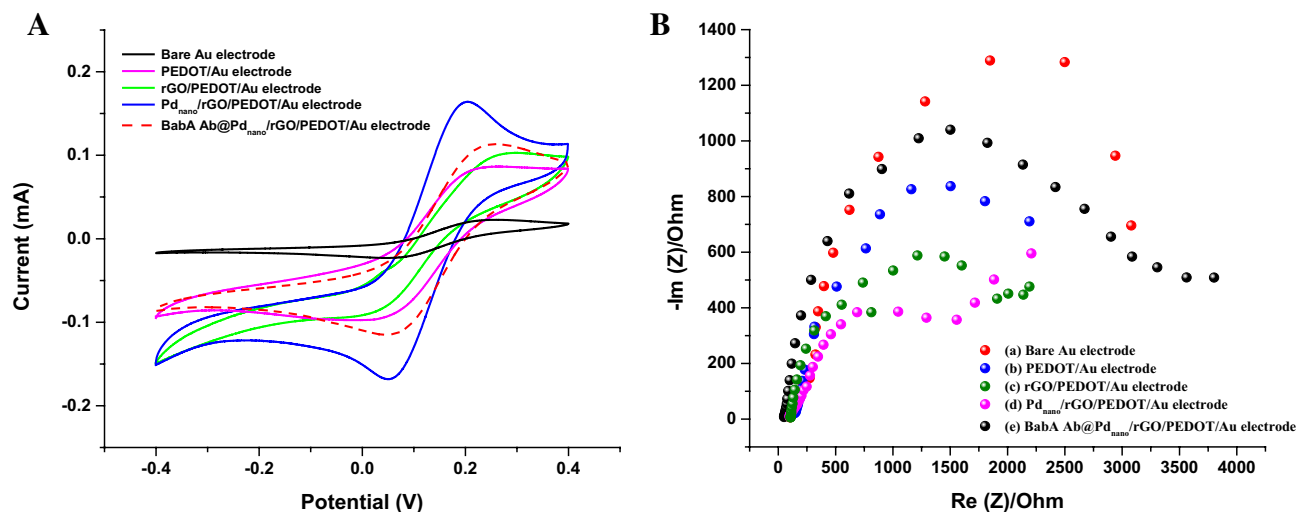 A
Bare Au electrode
PEDOT/Au electrode
rGO/PEDOT/Au electrode
Pdnano/rGO/PEDOT/Au electrode
BabA Ab@Pdnano/rGO/PEDOT/Au electrode
0.2
0.1
0.0
-0.1
-0.2
Current (mA)
-0.4
-0.2
0.0
0.2
0.4
Potential (V)
B
1400
1200
1000
800
600
400
200
0
-Im (Z)/Ohm
(a) Bare Au electrode
(b) PEDOT/Au electrode
(c) rGO/PEDOT/Au electrode
(d) Pdnano/rGO/PEDOT/Au electrode
(e) BabA Ab@Pdnano/rGO/PEDOT/Au electrode
0
500
1000
1500
2000
2500
3000
3500
4000
Re (Z)/Ohm